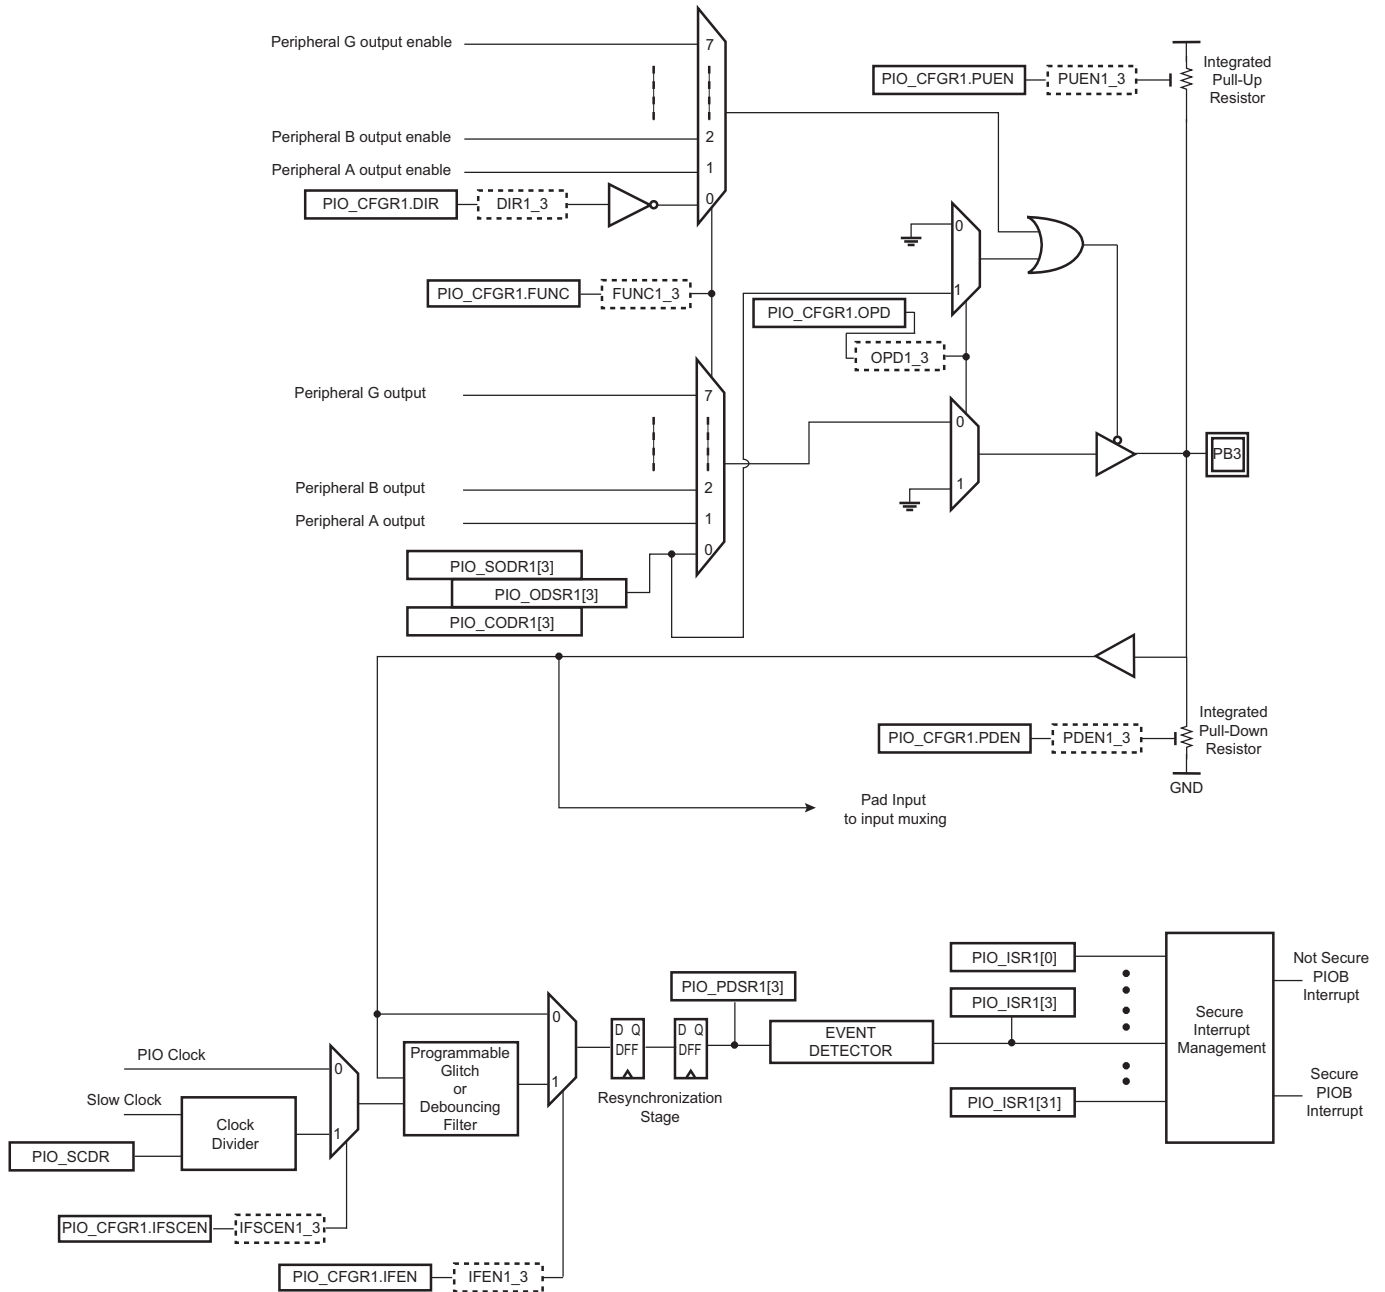 Peripheral G output enable
7
Peripheral B output enable
2
Peripheral A output enable
1
PIO_CFGR1.DIR
DIR1_3
0
PIO_CFGR1.PUEN
PUEN1_3
Integrated
Pull-Up
Resistor
PIO_CFGR1.FUNC
FUNC1_3
0
1
PIO_CFGR1.OPD
OPD1_3
Peripheral G output
7
Peripheral B output
2
Peripheral A output
1
0
0
1
PB3
PIO_SODR1[3]
PIO_ODSR1[3]
PIO_CODR1[3]
PIO_CFGR1.PDEN
PDEN1_3
Integrated
Pull-Down
Resistor
GND
Pad Input
to input muxing
PIO Clock
0
Slow Clock
Clock
Divider
1
PIO_SCDR
PIO_CFGR1.IFSCEN
IFSCEN1_3
Programmable
Glitch
or
Debouncing
Filter
0
1
PIO_CFGR1.IFEN
IFEN1_3
D Q
DFF
D Q
DFF
Resynchronization
Stage
PIO_PDSR1[3]
EVENT
DETECTOR
PIO_ISR1[0]
PIO_ISR1[3]
PIO_ISR1[31]
Secure
Interrupt
Management
Not Secure
PIOB
Interrupt
Secure
PIOB
Interrupt